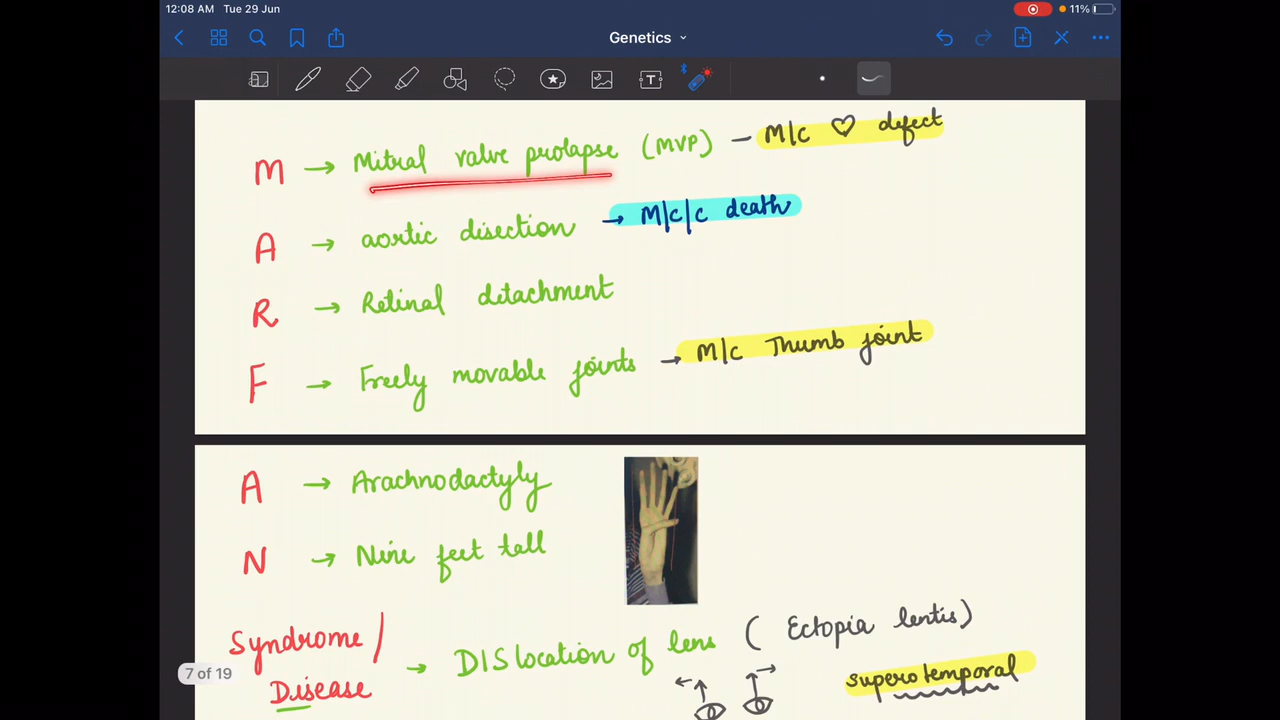 12:08 AM Tue 29 Jun
11%
Genetics
M → Mitral valve prolapse (MVP) – M/c ♡ defect
A → aortic disection → M/c/c death
R → Retinal detachment
F → Freely movable joints → M/c Thumb joint
A → Arachnodactyly
N → Nine feet tall
Syndrome/
Disease → DISlocation of lens (Ectopia lentis)
superotemporal
7 of 19